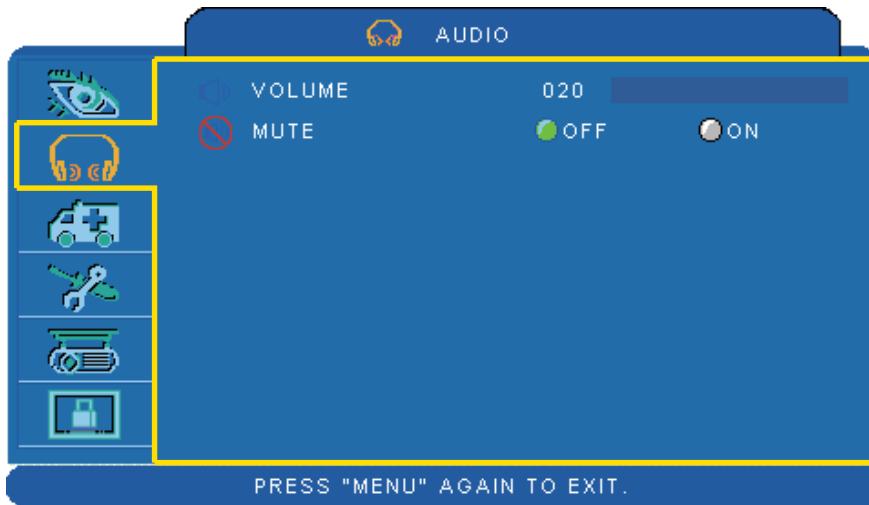 AUDIO
VOLUME 020
MUTE OFF ON
PRESS "MENU" AGAIN TO EXIT.